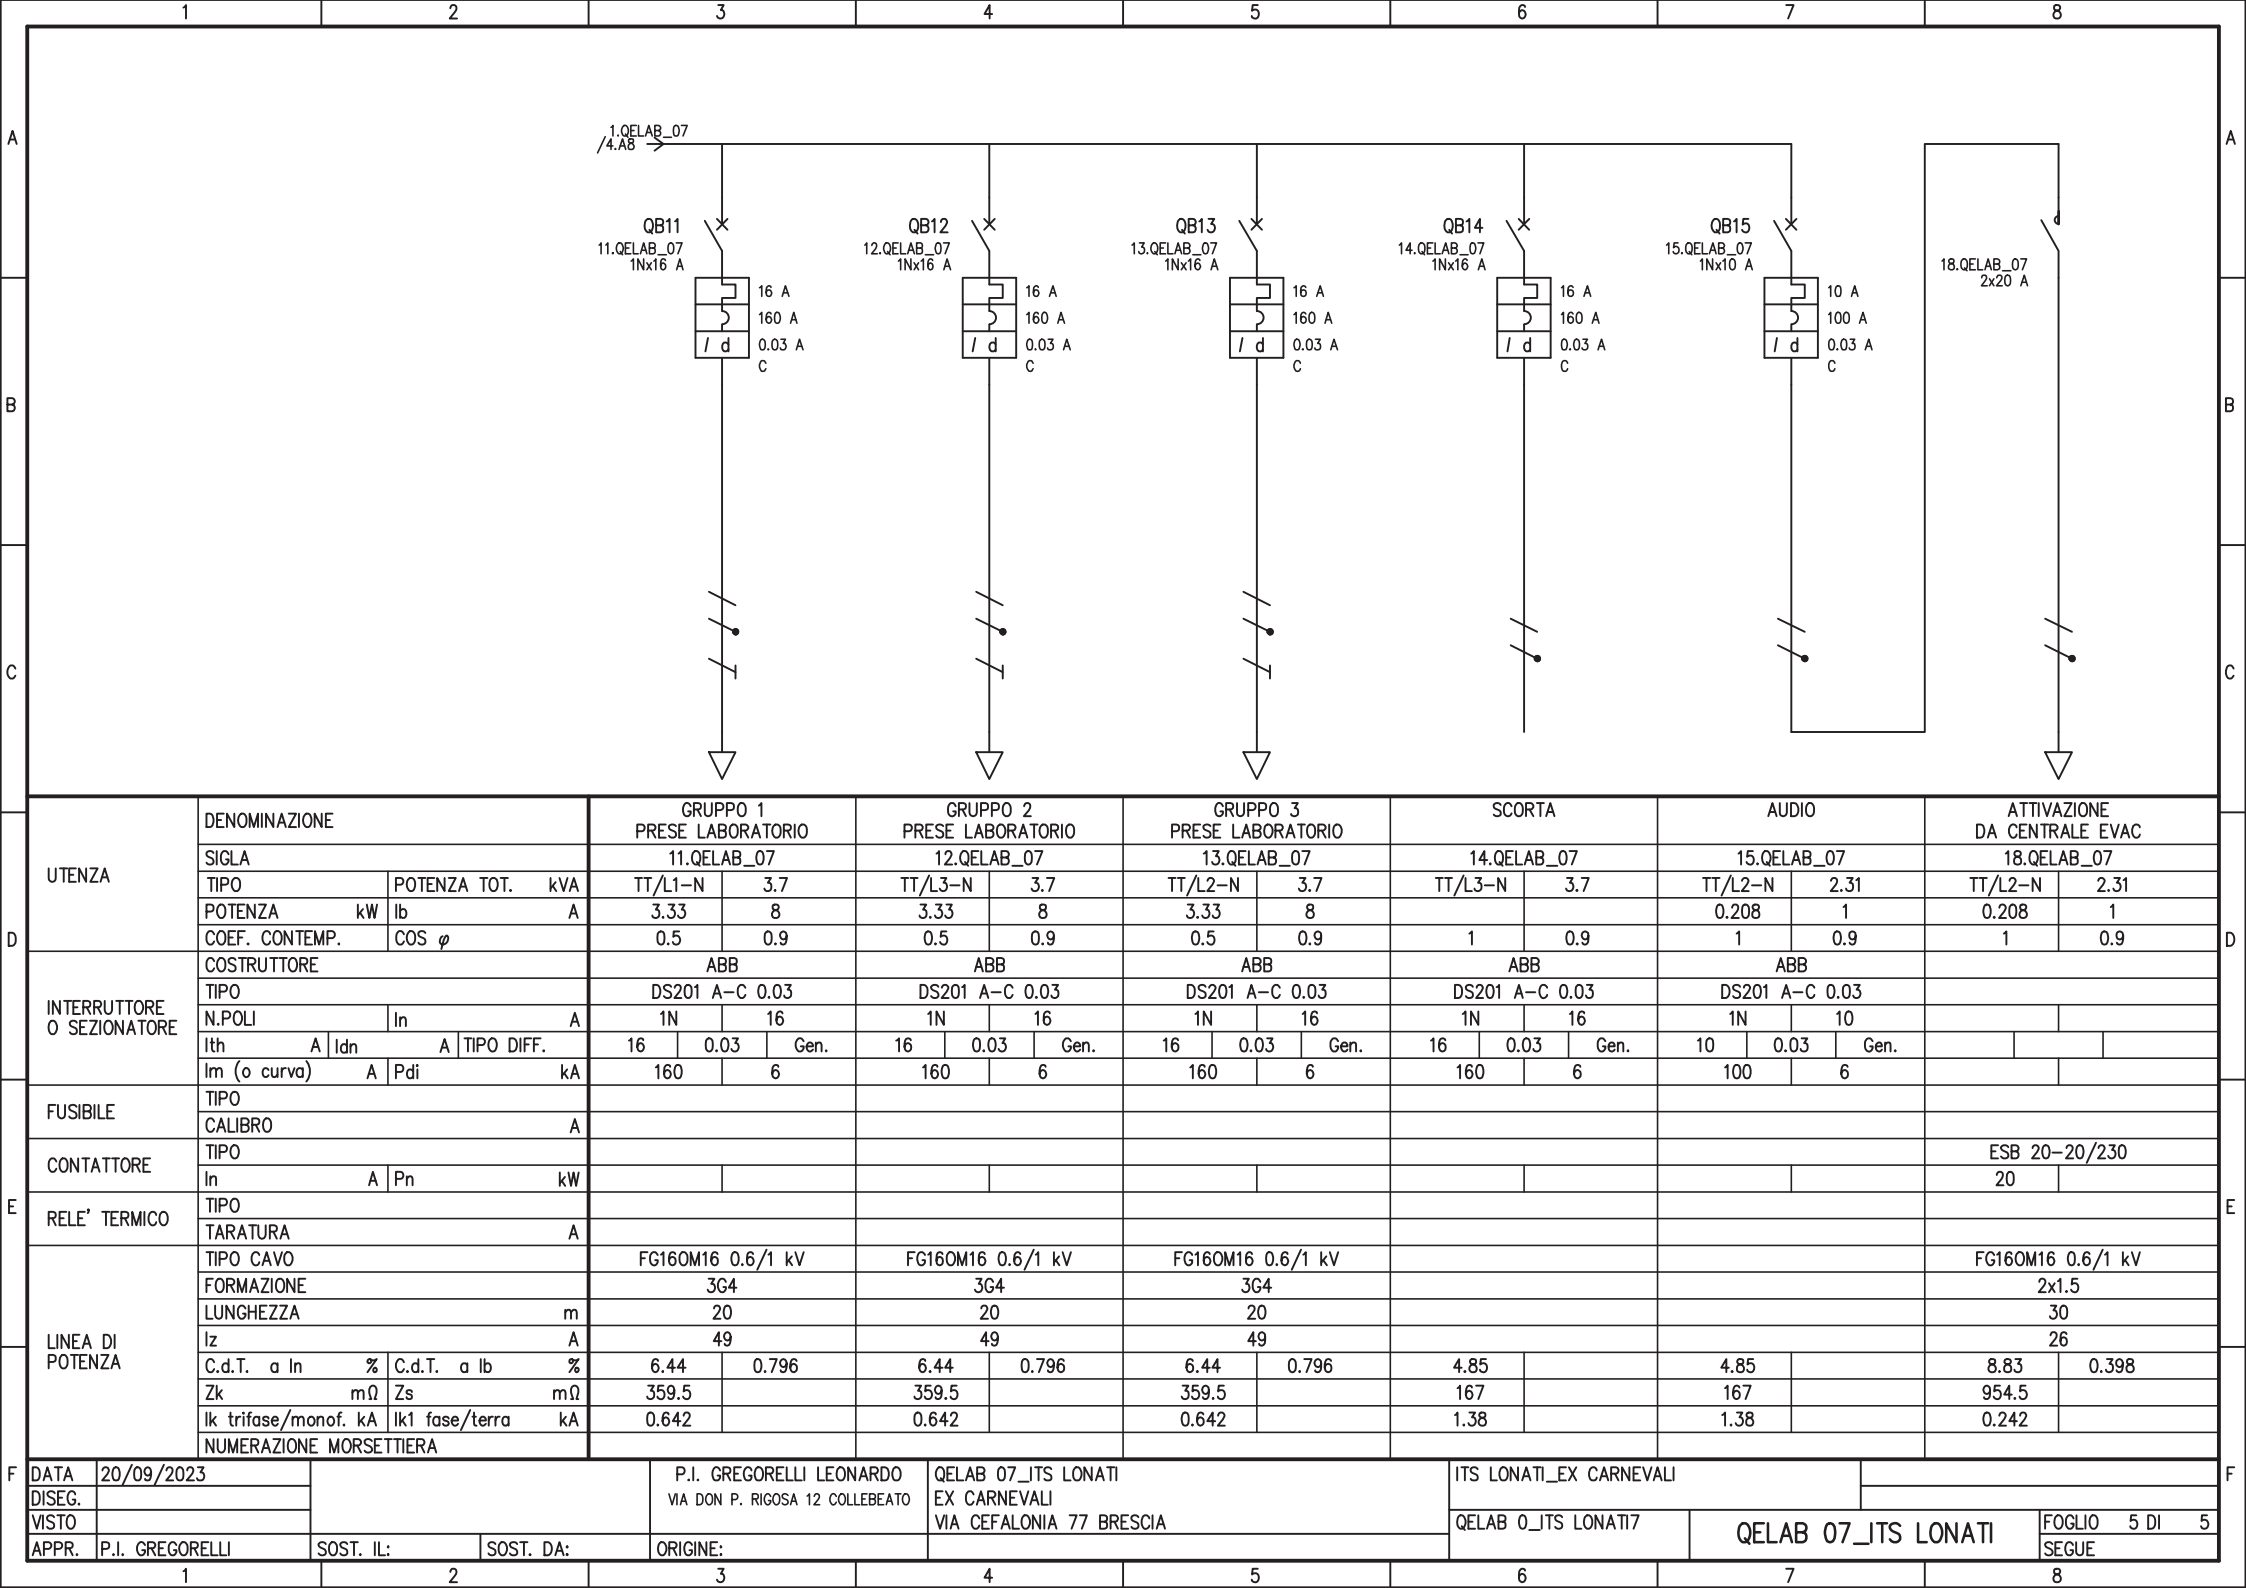 1 2 3 4 5 6 7 8
A A
1.QELAB_07
/4.A8
QB11 QB12 QB13 QB14 QB15
11.QELAB_07 12.QELAB_07 13.QELAB_07 14.QELAB_07 15.QELAB_07 18.QELAB_07
1Nx16 A 1Nx16 A 1Nx16 A 1Nx16 A 1Nx10 A 2x20 A
16 A 16 A 16 A 16 A 10 A
160 A 160 A 160 A 160 A 100 A
I d 0.03 A I d 0.03 A I d 0.03 A I d 0.03 A I d 0.03 A
C C C C C
B B
C C
UTENZA
DENOMINAZIONE GRUPPO 1 GRUPPO 2 GRUPPO 3 SCORTA AUDIO ATTIVAZIONE
PRESE LABORATORIO PRESE LABORATORIO PRESE LABORATORIO DA CENTRALE EVAC
SIGLA 11.QELAB_07 12.QELAB_07 13.QELAB_07 14.QELAB_07 15.QELAB_07 18.QELAB_07
TIPO POTENZA TOT. kVA TT/L1-N 3.7 TT/L3-N 3.7 TT/L2-N 3.7 TT/L3-N 3.7 TT/L2-N 2.31 TT/L2-N 2.31
POTENZA kW Ib A 3.33 8 3.33 8 3.33 8 0.208 1 0.208 1
D COEF. CONTEMP. COS φ 0.5 0.9 0.5 0.9 0.5 0.9 1 0.9 1 0.9 1 0.9 D
INTERRUTTORE
O SEZIONATORE
COSTRUTTORE ABB ABB ABB ABB ABB
TIPO DS201 A-C 0.03 DS201 A-C 0.03 DS201 A-C 0.03 DS201 A-C 0.03 DS201 A-C 0.03
N.POLI In A 1N 16 1N 16 1N 16 1N 16 1N 10
Ith A Idn A TIPO DIFF. 16 0.03 Gen. 16 0.03 Gen. 16 0.03 Gen. 16 0.03 Gen. 10 0.03 Gen.
Im (o curva) A Pdi kA 160 6 160 6 160 6 160 6 100 6
FUSIBILE
TIPO
CALIBRO A
CONTATTORE
TIPO ESB 20-20/230
In A Pn kW 20
E E
RELE' TERMICO
TIPO
TARATURA A
LINEA DI
POTENZA
TIPO CAVO FG16OM16 0.6/1 kV FG16OM16 0.6/1 kV FG16OM16 0.6/1 kV FG16OM16 0.6/1 kV
FORMAZIONE 3G4 3G4 3G4 2x1.5
LUNGHEZZA m 20 20 20 30
Iz A 49 49 49 26
C.d.T. a In % C.d.T. a Ib % 6.44 0.796 6.44 0.796 6.44 0.796 4.85 4.85 8.83 0.398
Zk mΩ Zs mΩ 359.5 359.5 359.5 167 167 954.5
Ik trifase/monof. kA Ik1 fase/terra kA 0.642 0.642 0.642 1.38 1.38 0.242
NUMERAZIONE MORSETTIERA
F F
DATA 20/09/2023
DISEG.
VISTO
APPR. P.I. GREGORELLI
SOST. IL: SOST. DA:
P.I. GREGORELLI LEONARDO
VIA DON P. RIGOSA 12 COLLEBEATO
ORIGINE:
QELAB 07_ITS LONATI
EX CARNEVALI
VIA CEFALONIA 77 BRESCIA
ITS LONATI_EX CARNEVALI
QELAB 0_ITS LONATI7
QELAB 07_ITS LONATI
FOGLIO 5 DI 5
SEGUE
1 2 3 4 5 6 7 8